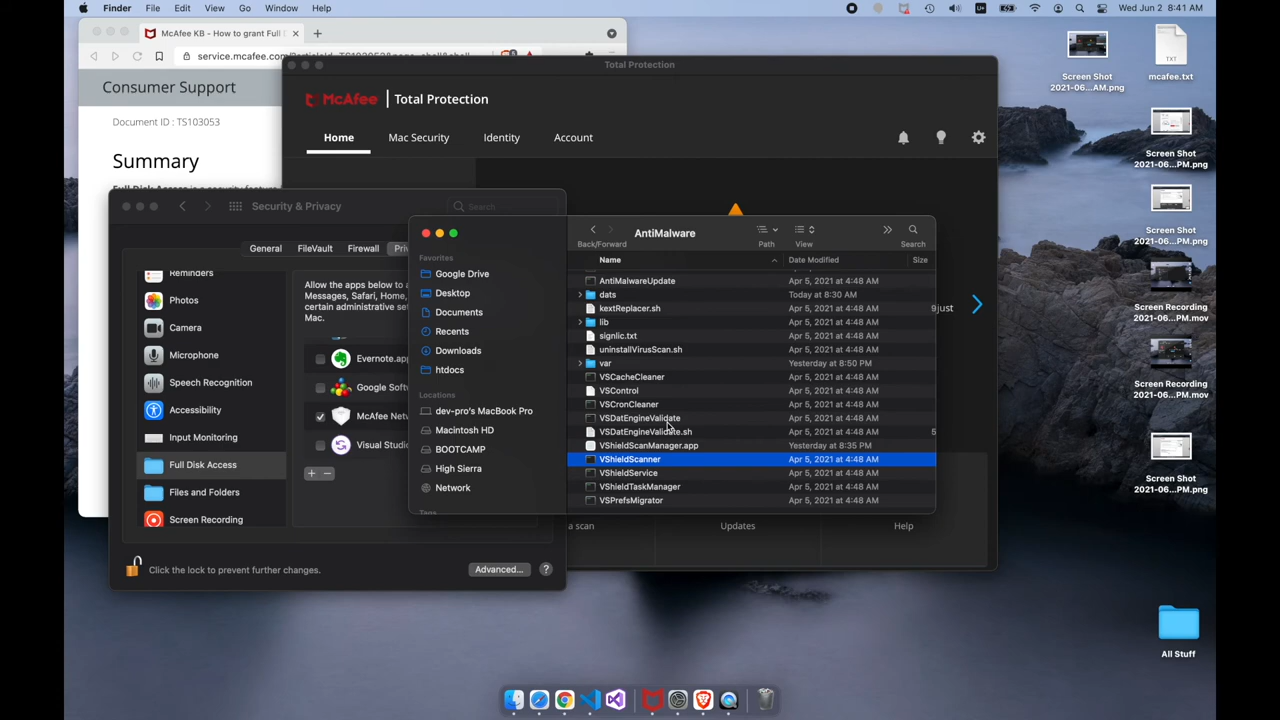 Finder File Edit View Go Window Help
Wed Jun 2 8:41 AM
McAfee KB - How to grant Full
service.mcafee.com
Consumer Support
Document ID : TS103053
Summary
Total Protection
McAfee | Total Protection
Home Mac Security Identity Account
Security & Privacy
Search
General FileVault Firewall
Reminders
Photos
Camera
Microphone
Speech Recognition
Accessibility
Input Monitoring
Full Disk Access
Files and Folders
Screen Recording
Allow the apps below to a
Messages, Safari, Home,
certain administrative set
Mac.
Evernote.app
Google Soft
McAfee Net
Visual Studi
+ −
Click the lock to prevent further changes.
Advanced... ?
AntiMalware
Back/Forward Path View Search
Favorites
Google Drive
Desktop
Documents
Recents
Downloads
htdocs
Locations
dev-pro's MacBook Pro
Macintosh HD
BOOTCAMP
High Sierra
Network
Tags
Name Date Modified Size
AntiMalwareUpdate Apr 5, 2021 at 4:48 AM
dats Today at 8:30 AM
kextReplacer.sh Apr 5, 2021 at 4:48 AM
lib Apr 5, 2021 at 4:48 AM
signlic.txt Apr 5, 2021 at 4:48 AM
uninstallVirusScan.sh Apr 5, 2021 at 4:48 AM
var Yesterday at 8:50 PM
VSCacheCleaner Apr 5, 2021 at 4:48 AM
VSControl Apr 5, 2021 at 4:48 AM
VSCronCleaner Apr 5, 2021 at 4:48 AM
VSDatEngineValidate Apr 5, 2021 at 4:48 AM
VSDatEngineValidate.sh Apr 5, 2021 at 4:48 AM 5
VShieldScanManager.app Yesterday at 8:35 PM
VShieldScanner Apr 5, 2021 at 4:48 AM
VShieldService Apr 5, 2021 at 4:48 AM
VShieldTaskManager Apr 5, 2021 at 4:48 AM
VSPrefsMigrator Apr 5, 2021 at 4:48 AM
9 just
a scan Updates Help
Screen Shot
2021-06...AM.png
TXT
mcafee.txt
Screen Shot
2021-06...PM.png
Screen Shot
2021-06...PM.png
Screen Recording
2021-06...PM.mov
Screen Recording
2021-06...PM.mov
Screen Shot
2021-06...PM.png
All Stuff